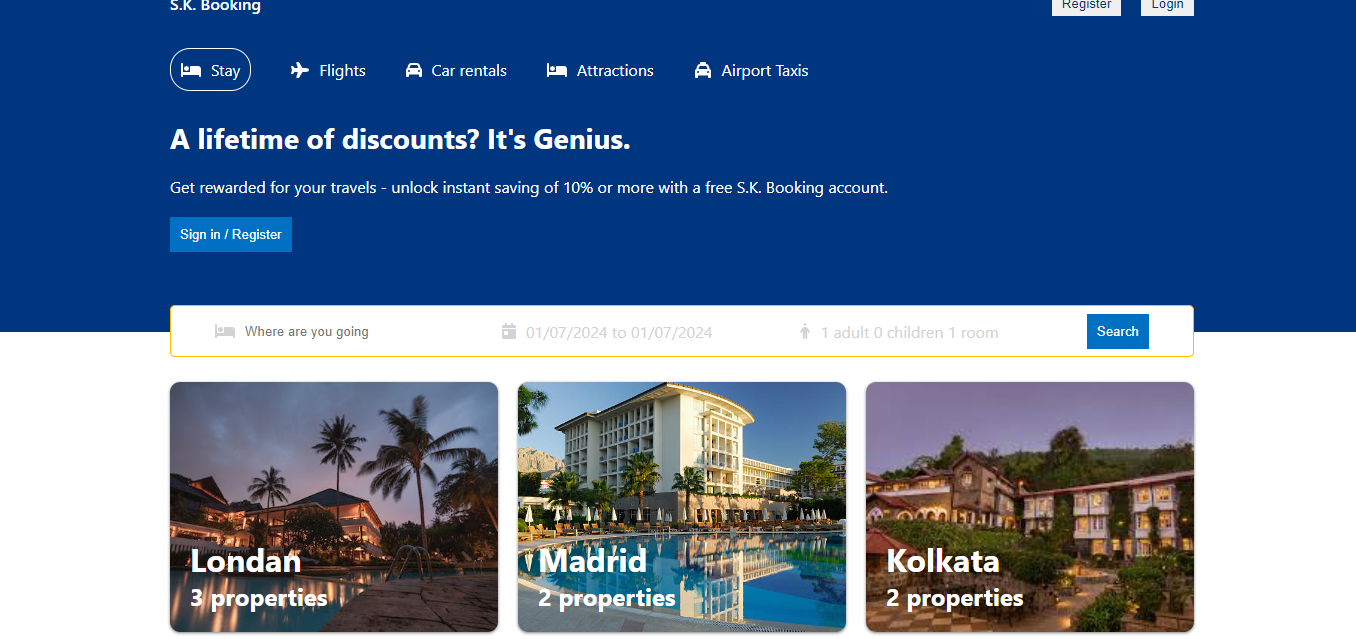 S.K. Booking
Register
Login
Stay
Flights
Car rentals
Attractions
Airport Taxis
A lifetime of discounts? It's Genius.
Get rewarded for your travels - unlock instant saving of 10% or more with a free S.K. Booking account.
Sign in / Register
Where are you going
01/07/2024 to 01/07/2024
1 adult 0 children 1 room
Search
Londan
3 properties
Madrid
2 properties
Kolkata
2 properties